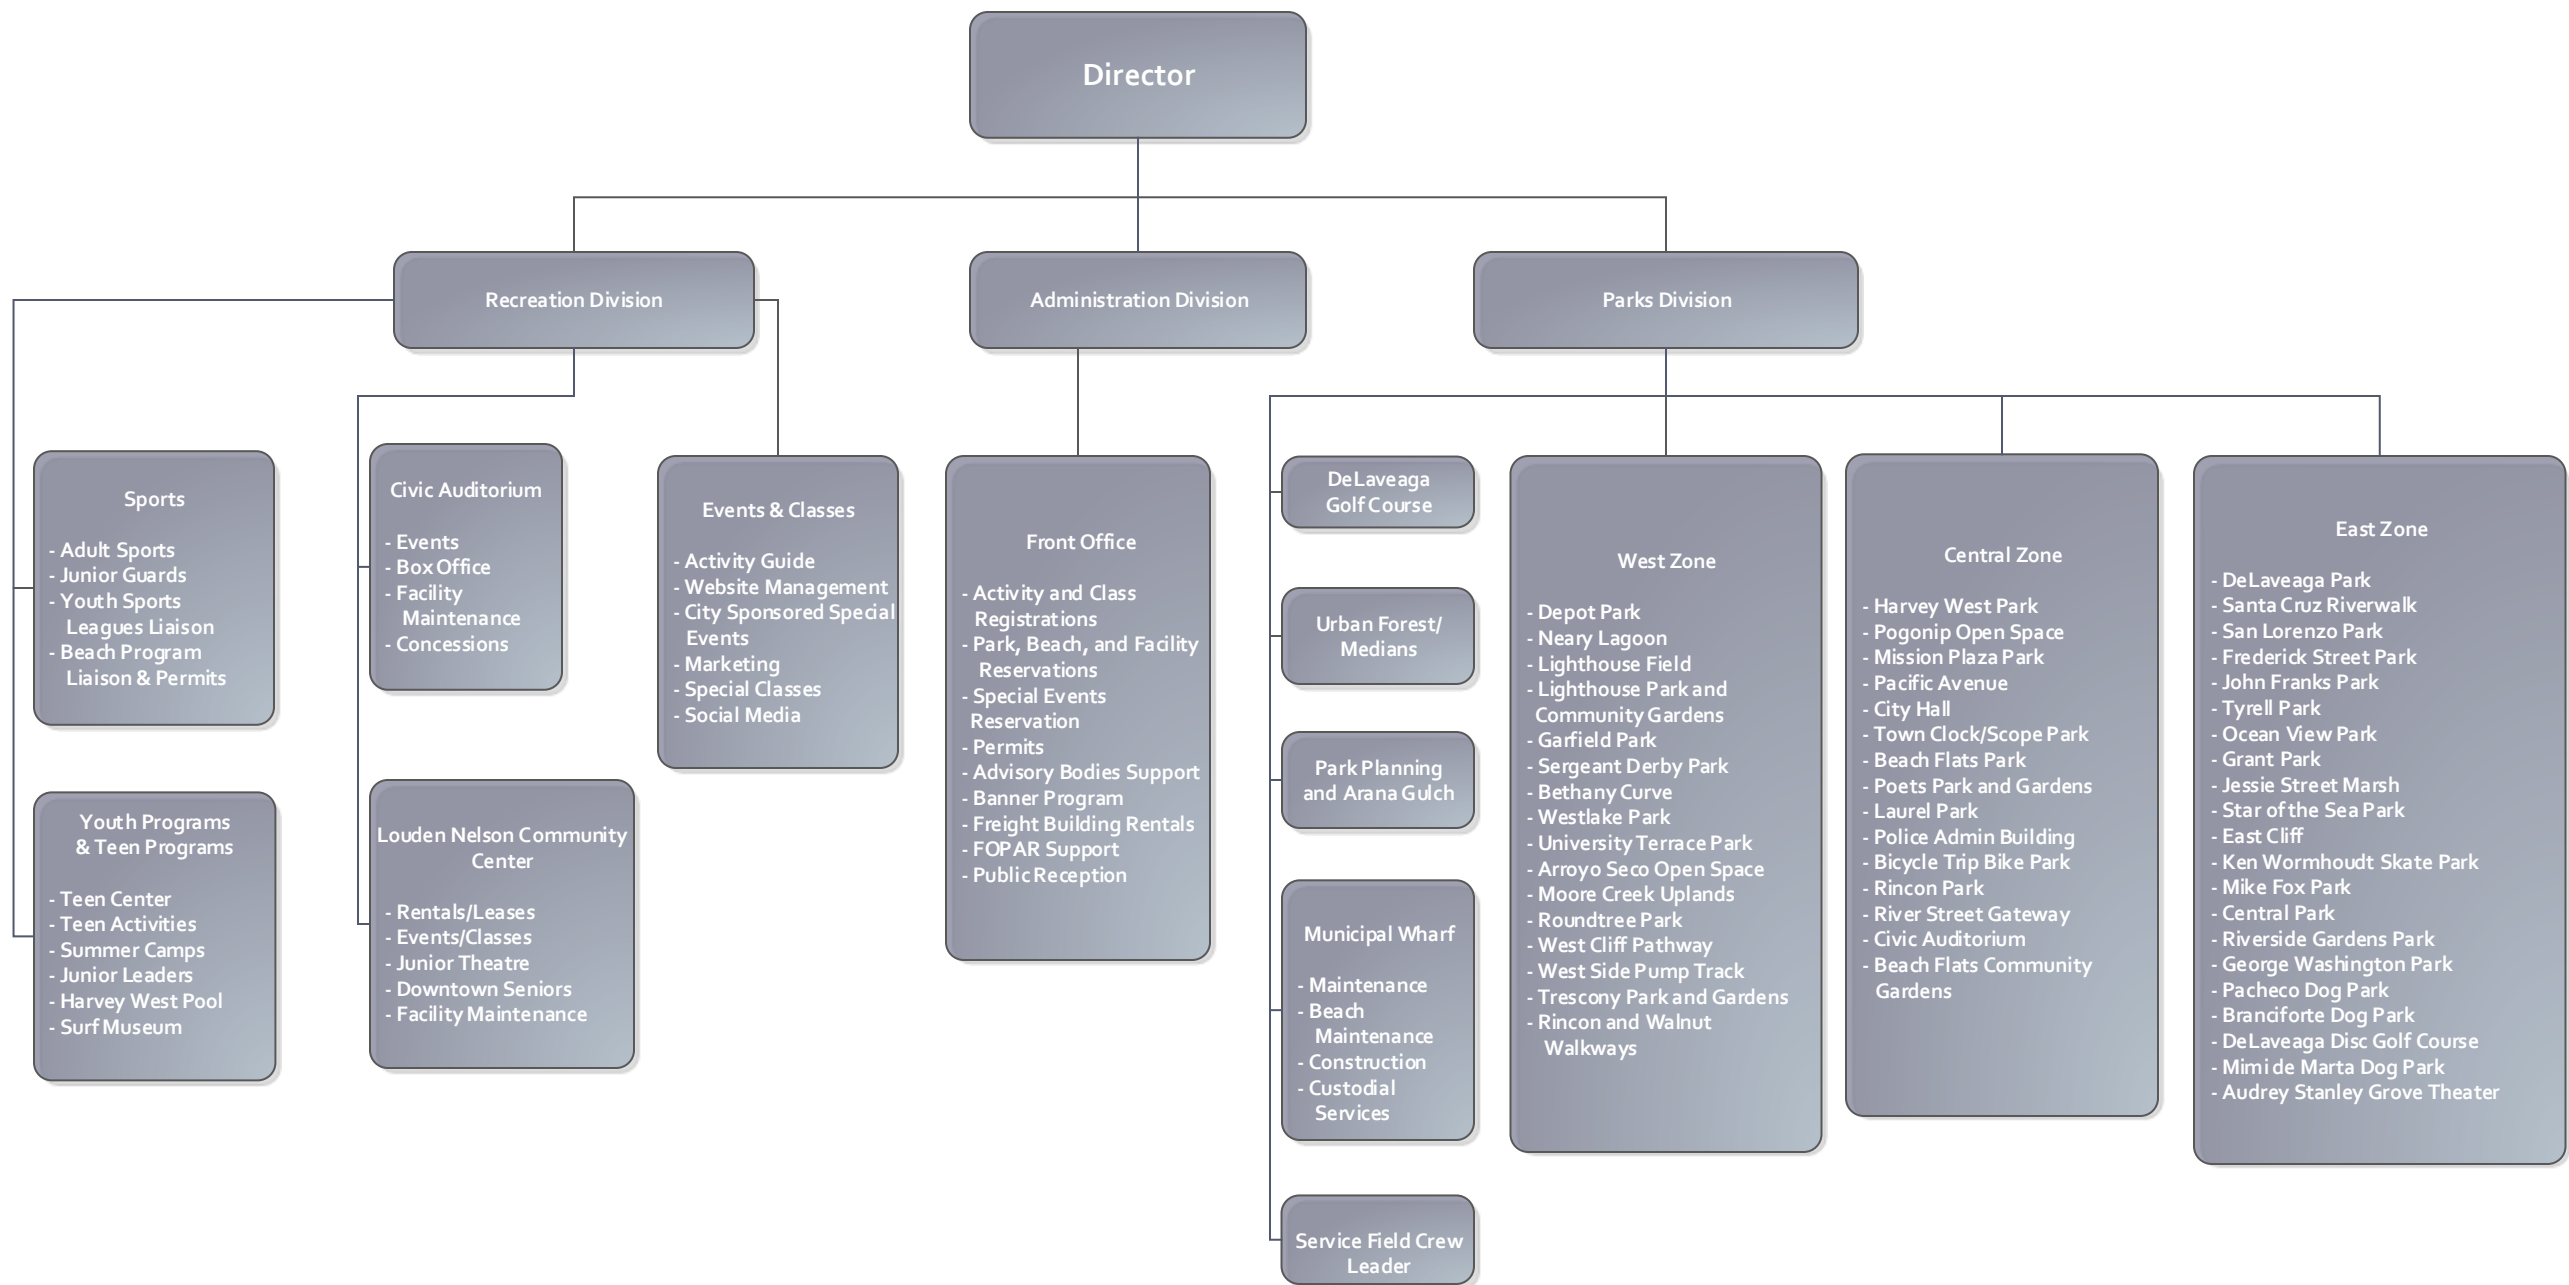 Director
Recreation Division
Administration Division
Parks Division
Sports
- Adult Sports
- Junior Guards
- Youth Sports
Leagues Liaison
- Beach Program
Liaison & Permits
Youth Programs
& Teen Programs
- Teen Center
- Teen Activities
- Summer Camps
- Junior Leaders
- Harvey West Pool
- Surf Museum
Civic Auditorium
- Events
- Box Office
- Facility
Maintenance
- Concessions
Louden Nelson Community
Center
- Rentals/Leases
- Events/Classes
- Junior Theatre
- Downtown Seniors
- Facility Maintenance
Events & Classes
- Activity Guide
- Website Management
- City Sponsored Special
Events
- Marketing
- Special Classes
- Social Media
Front Office
- Activity and Class
Registrations
- Park, Beach, and Facility
Reservations
- Special Events
Reservation
- Permits
- Advisory Bodies Support
- Banner Program
- Freight Building Rentals
- FOPAR Support
- Public Reception
DeLaveaga
Golf Course
Urban Forest/
Medians
Park Planning
and Arana Gulch
Municipal Wharf
- Maintenance
- Beach
Maintenance
- Construction
- Custodial
Services
Service Field Crew
Leader
West Zone
- Depot Park
- Neary Lagoon
- Lighthouse Field
- Lighthouse Park and
Community Gardens
- Garfield Park
- Sergeant Derby Park
- Bethany Curve
- Westlake Park
- University Terrace Park
- Arroyo Seco Open Space
- Moore Creek Uplands
- Roundtree Park
- West Cliff Pathway
- West Side Pump Track
- Trescony Park and Gardens
- Rincon and Walnut
Walkways
Central Zone
- Harvey West Park
- Pogonip Open Space
- Mission Plaza Park
- Pacific Avenue
- City Hall
- Town Clock/Scope Park
- Beach Flats Park
- Poets Park and Gardens
- Laurel Park
- Police Admin Building
- Bicycle Trip Bike Park
- Rincon Park
- River Street Gateway
- Civic Auditorium
- Beach Flats Community
Gardens
East Zone
- DeLaveaga Park
- Santa Cruz Riverwalk
- San Lorenzo Park
- Frederick Street Park
- John Franks Park
- Tyrell Park
- Ocean View Park
- Grant Park
- Jessie Street Marsh
- Star of the Sea Park
- East Cliff
- Ken Wormhoudt Skate Park
- Mike Fox Park
- Central Park
- Riverside Gardens Park
- George Washington Park
- Pacheco Dog Park
- Branciforte Dog Park
- DeLaveaga Disc Golf Course
- Mimi de Marta Dog Park
- Audrey Stanley Grove Theater